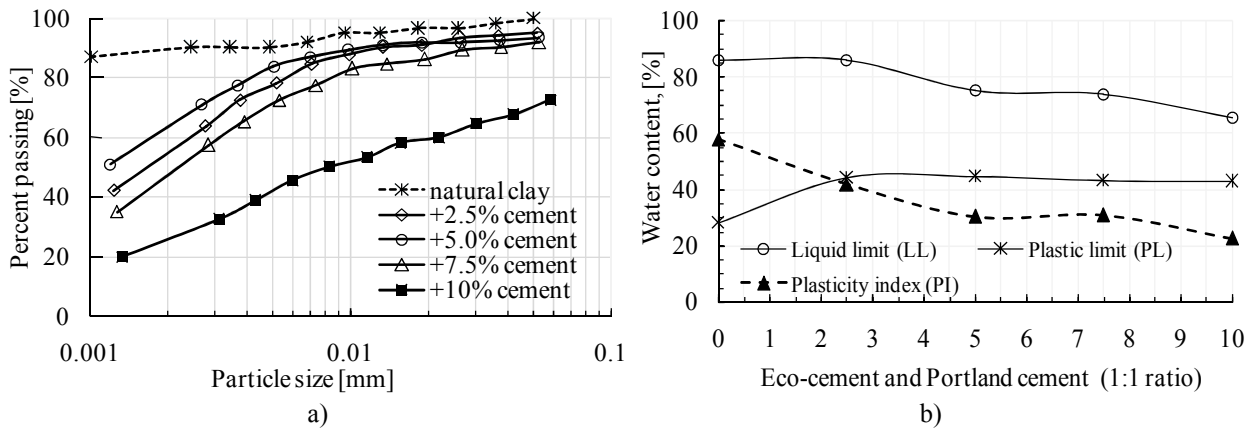 100
80
60
40
20
0
Percent passing [%]
natural clay
+2.5% cement
+5.0% cement
+7.5% cement
+10% cement
0.001
0.01
0.1
Particle size [mm]
a)
100
80
60
40
20
0
Water content, [%]
Liquid limit (LL)
Plastic limit (PL)
Plasticity index (PI)
0 1 2 3 4 5 6 7 8 9 10
Eco-cement and Portland cement (1:1 ratio)
b)